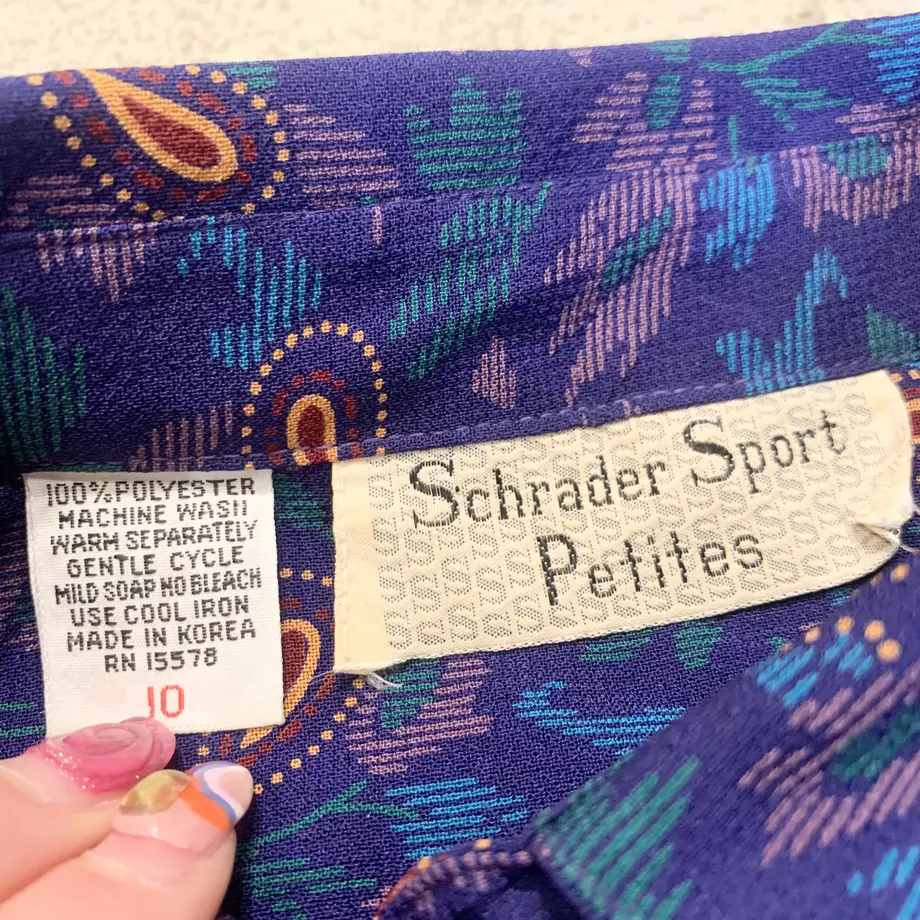 100% POLYESTER
MACHINE WASH
WARM SEPARATELY
GENTLE CYCLE
MILD SOAP NO BLEACH
USE COOL IRON
MADE IN KOREA
RN 15578
10
Schrader Sport
Petites